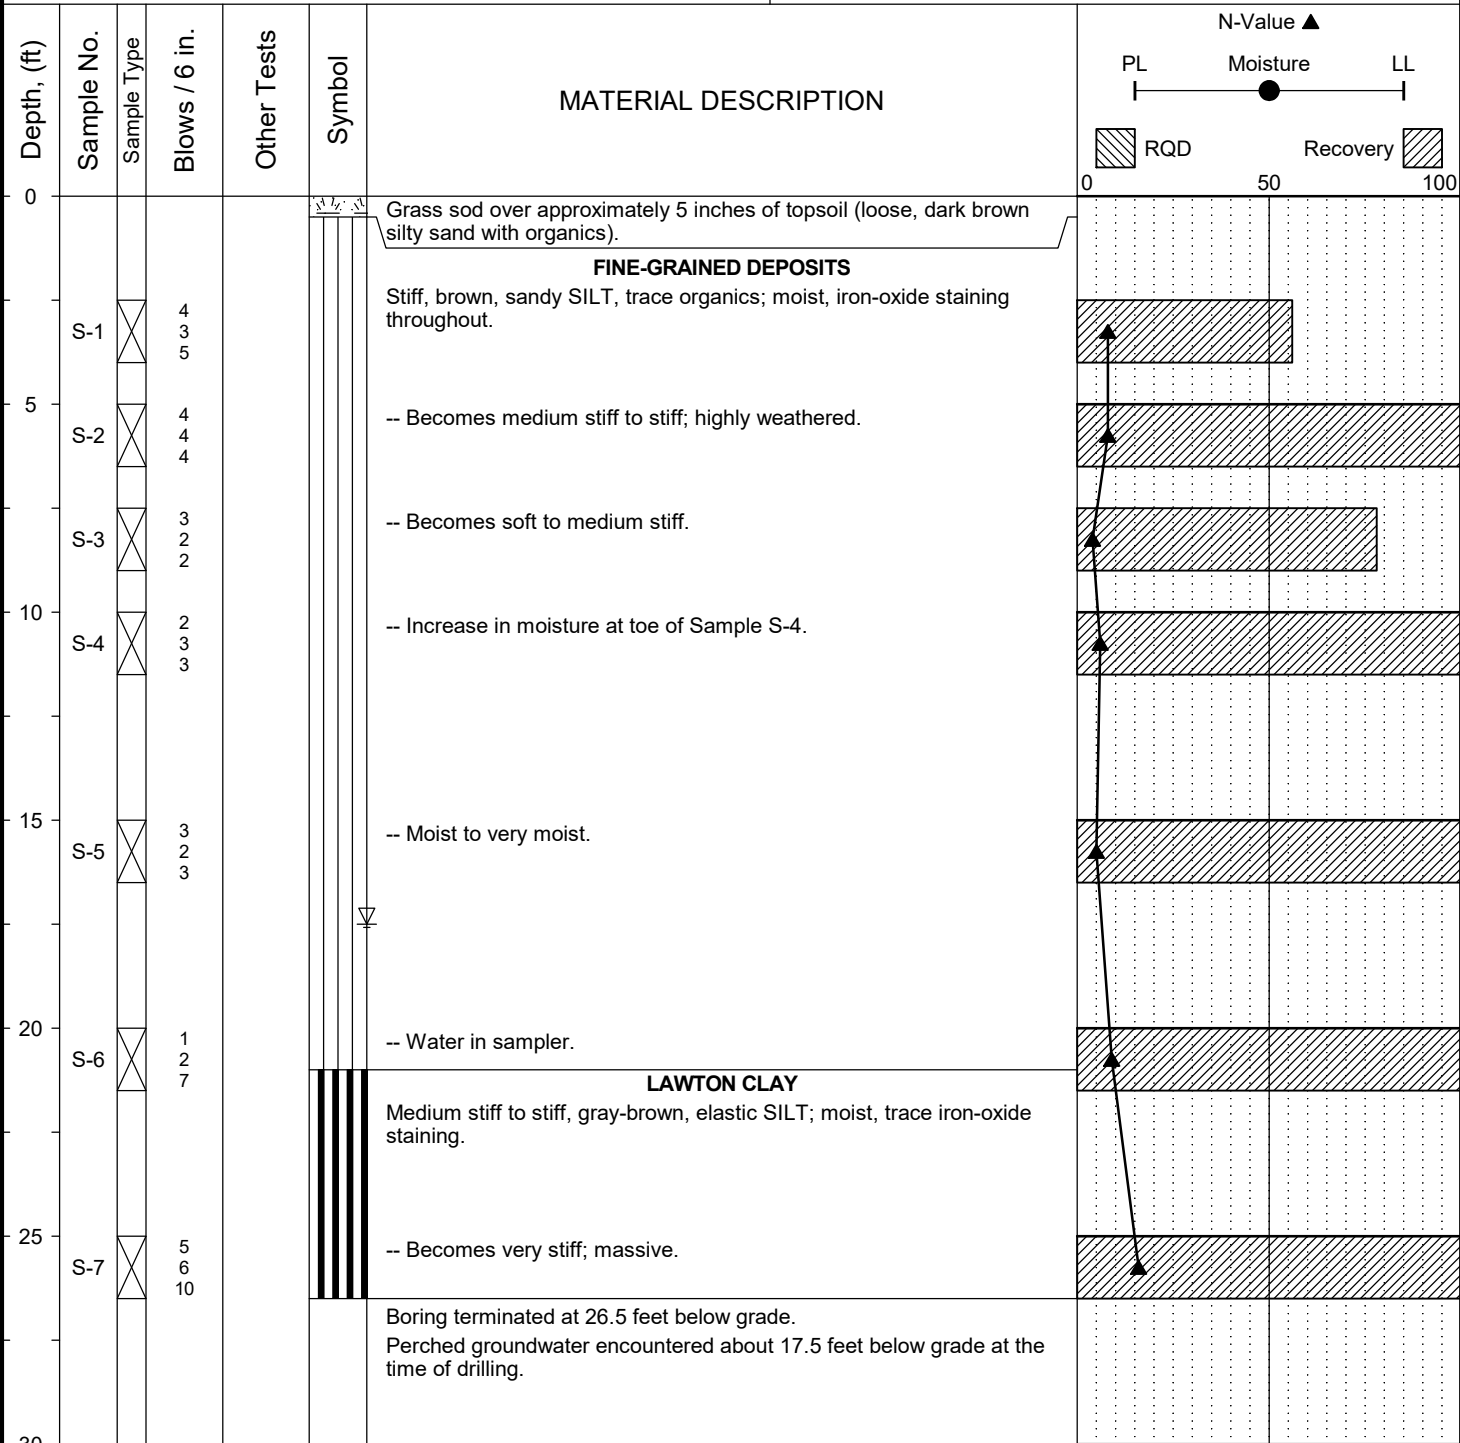 Depth, (ft)
Sample No.
Sample Type
Blows / 6 in.
Other Tests
Symbol
MATERIAL DESCRIPTION
N-Value
PL Moisture LL
RQD Recovery
0 50 100
0
Grass sod over approximately 5 inches of topsoil (loose, dark brown
silty sand with organics).
FINE-GRAINED DEPOSITS
Stiff, brown, sandy SILT, trace organics; moist, iron-oxide staining
throughout.
S-1
4
3
5
5
-- Becomes medium stiff to stiff; highly weathered.
S-2
4
4
4
-- Becomes soft to medium stiff.
S-3
3
2
2
10
-- Increase in moisture at toe of Sample S-4.
S-4
2
3
3
15
-- Moist to very moist.
S-5
3
2
3
20
-- Water in sampler.
S-6
1
2
7
LAWTON CLAY
Medium stiff to stiff, gray-brown, elastic SILT; moist, trace iron-oxide
staining.
25
-- Becomes very stiff; massive.
S-7
5
6
10
Boring terminated at 26.5 feet below grade.
Perched groundwater encountered about 17.5 feet below grade at the
time of drilling.
30